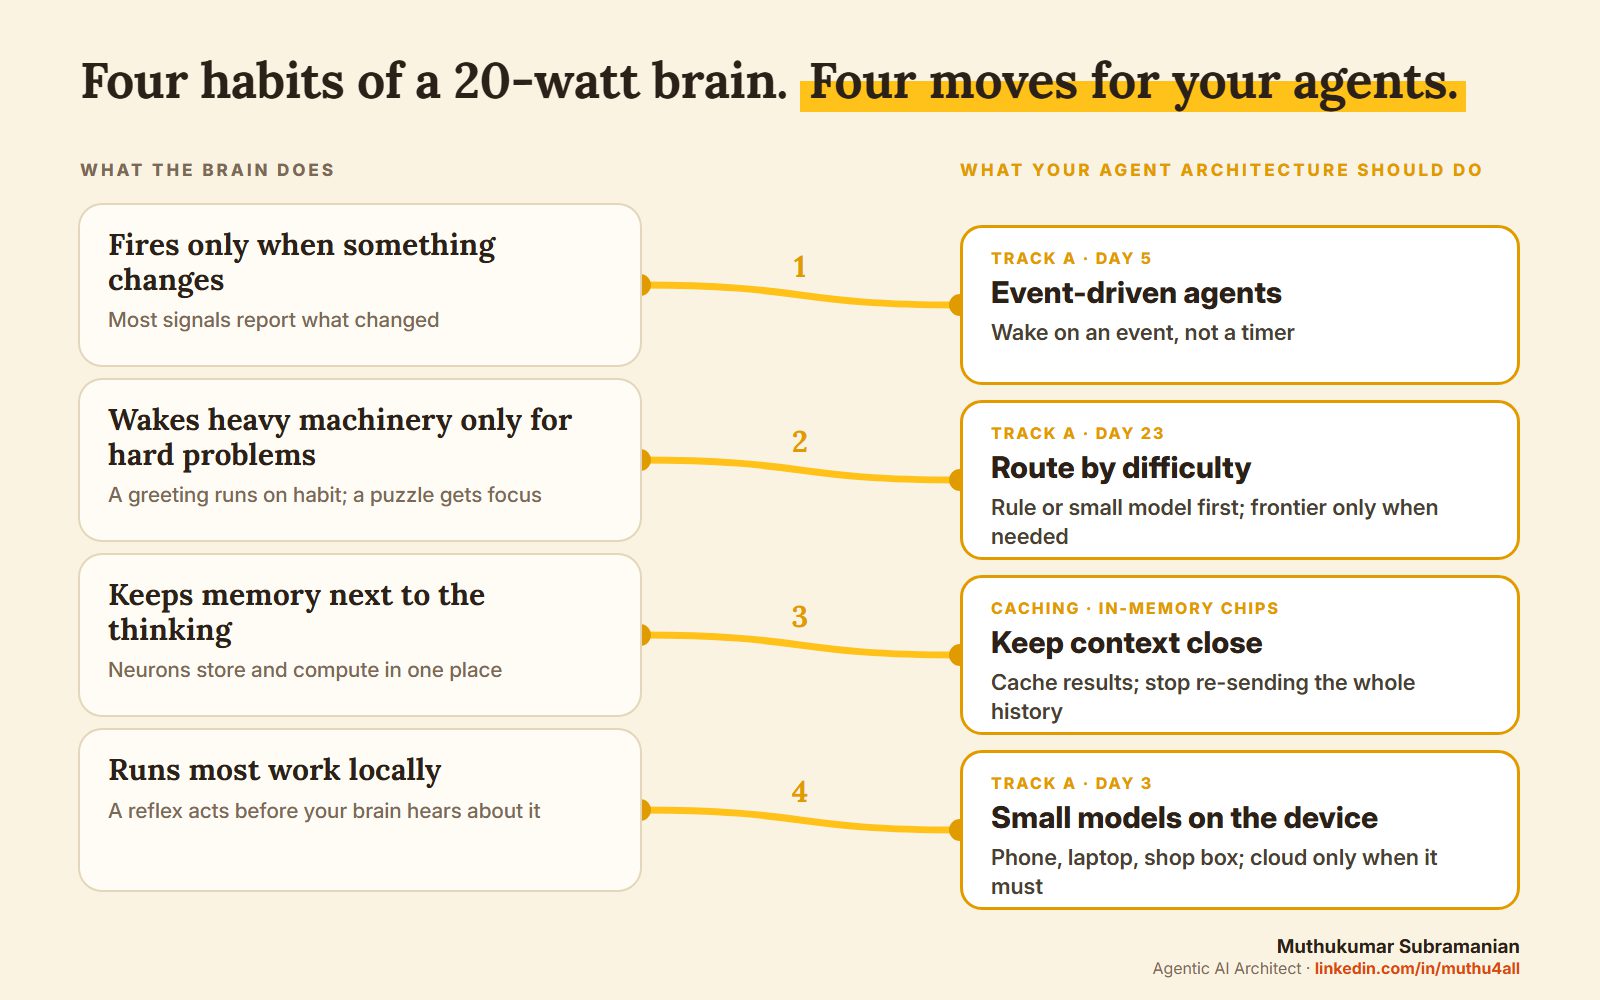 Four habits of a 20-watt brain. Four moves for your agents.
WHAT THE BRAIN DOES
WHAT YOUR AGENT ARCHITECTURE SHOULD DO
Fires only when something
changes
Most signals report what changed
1
TRACK A · DAY 5
Event-driven agents
Wake on an event, not a timer
Wakes heavy machinery only for
hard problems
A greeting runs on habit; a puzzle gets focus
2
TRACK A · DAY 23
Route by difficulty
Rule or small model first; frontier only when
needed
Keeps memory next to the
thinking
Neurons store and compute in one place
3
CACHING · IN-MEMORY CHIPS
Keep context close
Cache results; stop re-sending the whole
history
Runs most work locally
A reflex acts before your brain hears about it
4
TRACK A · DAY 3
Small models on the device
Phone, laptop, shop box; cloud only when it
must
Muthukumar Subramanian
Agentic AI Architect · linkedin.com/in/muthu4all